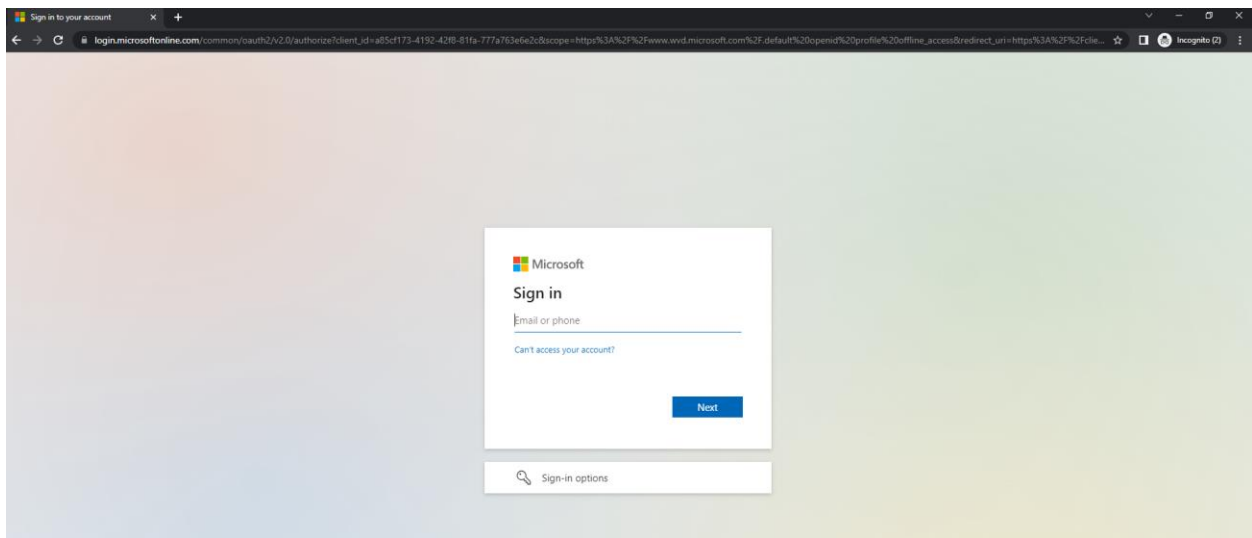 Sign in to your account
login.microsoftonline.com/common/oauth2/v2.0/authorize?client_id=a85cf173-4192-42f8-81fa-777a763e6e2c&scope=https%3A%2F%2Fwww.wvd.microsoft.com%2F.default%20openid%20profile%20offline_access&redirect_uri=https%3A%2F%2Fclie...
Incognito (2)
Microsoft
Sign in
Email or phone
Can't access your account?
Next
Sign-in options